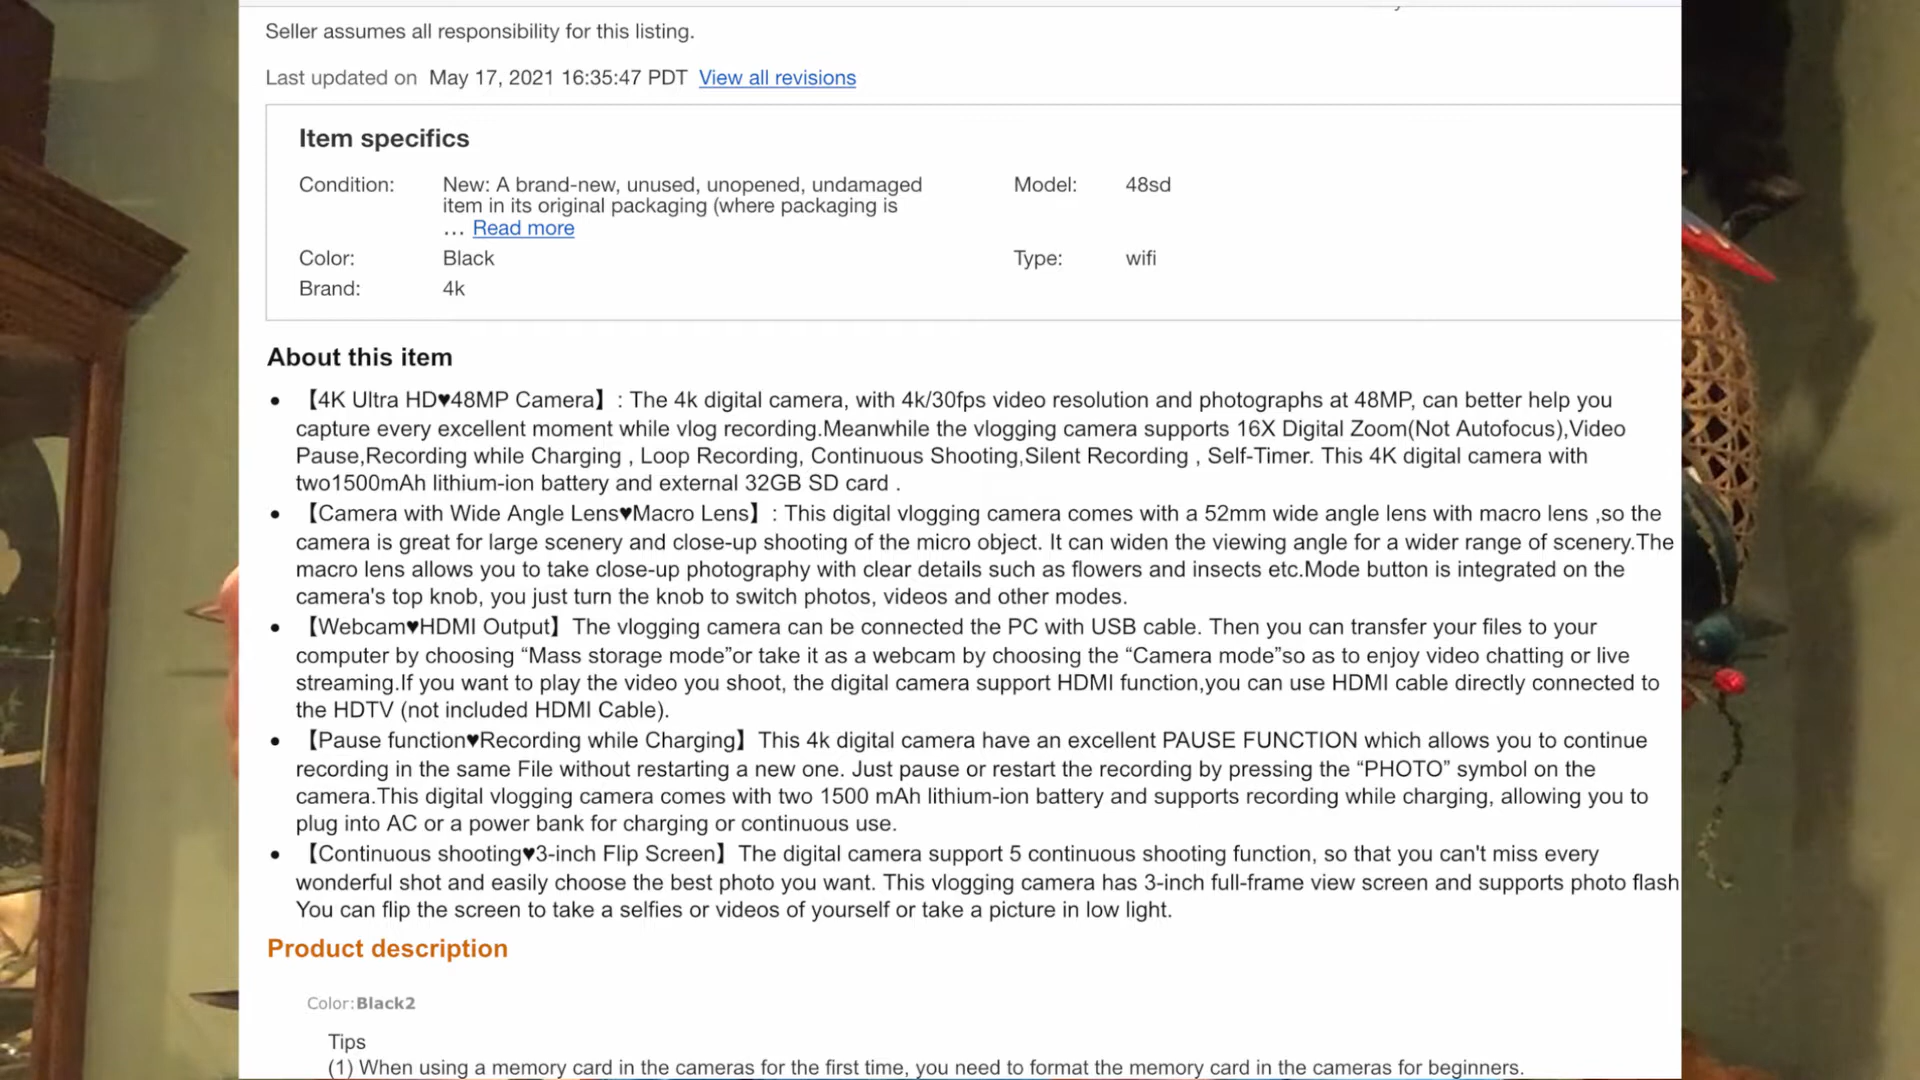 Seller assumes all responsibility for this listing.
Last updated on May 17, 2021 16:35:47 PDT View all revisions
Item specifics
Condition: New: A brand-new, unused, unopened, undamaged item in its original packaging (where packaging is ... Read more
Model: 48sd
Color: Black
Type: wifi
Brand: 4k
About this item
• 【4K Ultra HD♥48MP Camera】: The 4k digital camera, with 4k/30fps video resolution and photographs at 48MP, can better help you
capture every excellent moment while vlog recording.Meanwhile the vlogging camera supports 16X Digital Zoom(Not Autofocus),Video
Pause,Recording while Charging , Loop Recording, Continuous Shooting,Silent Recording , Self-Timer. This 4K digital camera with
two1500mAh lithium-ion battery and external 32GB SD card .
• 【Camera with Wide Angle Lens♥Macro Lens】: This digital vlogging camera comes with a 52mm wide angle lens with macro lens ,so the
camera is great for large scenery and close-up shooting of the micro object. It can widen the viewing angle for a wider range of scenery.The
macro lens allows you to take close-up photography with clear details such as flowers and insects etc.Mode button is integrated on the
camera's top knob, you just turn the knob to switch photos, videos and other modes.
• 【Webcam♥HDMI Output】The vlogging camera can be connected the PC with USB cable. Then you can transfer your files to your
computer by choosing “Mass storage mode”or take it as a webcam by choosing the “Camera mode”so as to enjoy video chatting or live
streaming.If you want to play the video you shoot, the digital camera support HDMI function,you can use HDMI cable directly connected to
the HDTV (not included HDMI Cable).
• 【Pause function♥Recording while Charging】This 4k digital camera have an excellent PAUSE FUNCTION which allows you to continue
recording in the same File without restarting a new one. Just pause or restart the recording by pressing the “PHOTO” symbol on the
camera.This digital vlogging camera comes with two 1500 mAh lithium-ion battery and supports recording while charging, allowing you to
plug into AC or a power bank for charging or continuous use.
• 【Continuous shooting♥3-inch Flip Screen】The digital camera support 5 continuous shooting function, so that you can't miss every
wonderful shot and easily choose the best photo you want. This vlogging camera has 3-inch full-frame view screen and supports photo flash
You can flip the screen to take a selfies or videos of yourself or take a picture in low light.
Product description
Color:Black2
Tips
(1) When using a memory card in the cameras for the first time, you need to format the memory card in the cameras for beginners.